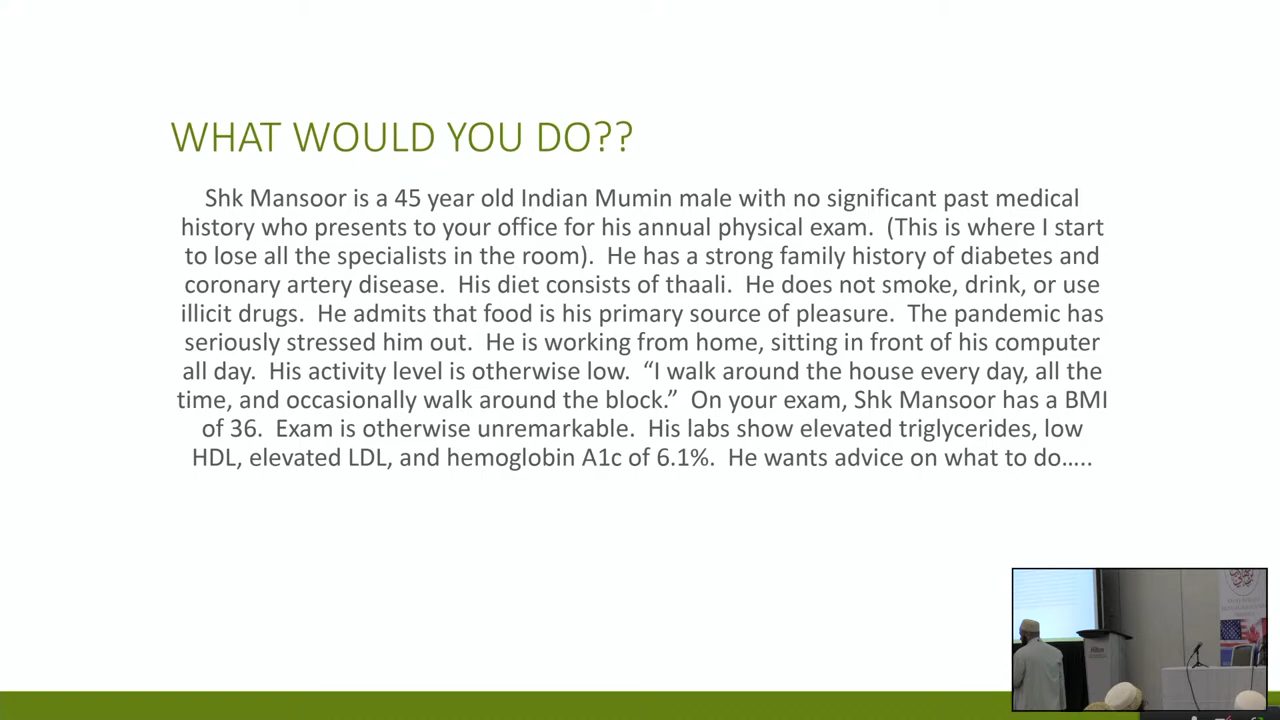 WHAT WOULD YOU DO??
Shk Mansoor is a 45 year old Indian Mumin male with no significant past medical
history who presents to your office for his annual physical exam.  (This is where I start
to lose all the specialists in the room).  He has a strong family history of diabetes and
coronary artery disease.  His diet consists of thaali.  He does not smoke, drink, or use
illicit drugs.  He admits that food is his primary source of pleasure.  The pandemic has
seriously stressed him out.  He is working from home, sitting in front of his computer
all day.  His activity level is otherwise low.  “I walk around the house every day, all the
time, and occasionally walk around the block.”  On your exam, Shk Mansoor has a BMI
of 36.  Exam is otherwise unremarkable.  His labs show elevated triglycerides, low
HDL, elevated LDL, and hemoglobin A1c of 6.1%.  He wants advice on what to do…..
Hilton